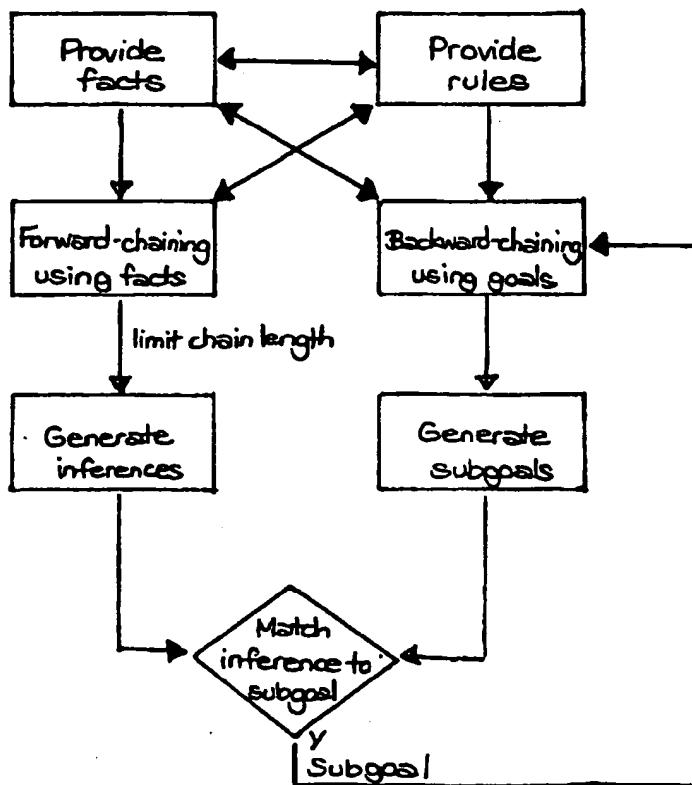 Provide
facts
Provide
rules
Forward-chaining
using facts
Backward-chaining
using goals
limit chain length
Generate
inferences
Generate
subgoals
Match
inference to
subgoal
Y
Subgoal